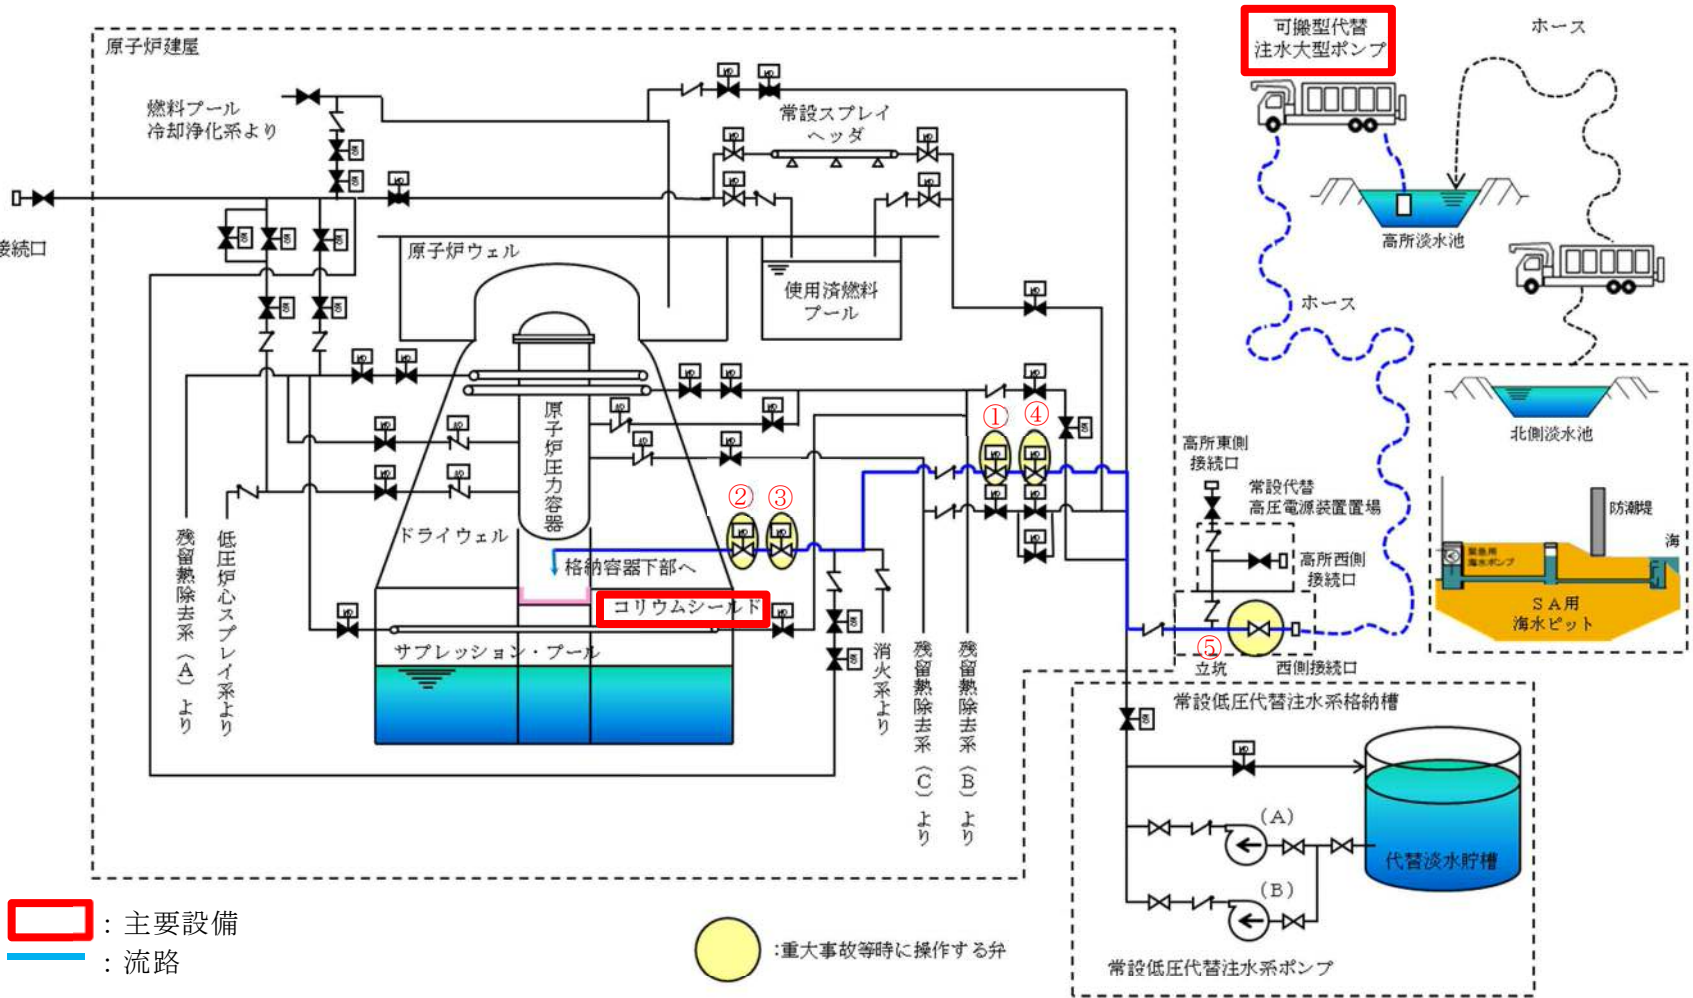 原子炉建屋
可搬型代替
注水大型ポンプ
ホース
燃料プール
冷却浄化系より
常設スプレイ
ヘッダ
接続口
原子炉ウェル
使用済燃料
プール
高所淡水池
ホース
原子炉圧力容器
①
④
②
③
高所東側
接続口
常設代替
高圧電源装置置場
高所西側
接続口
北側淡水池
防潮堤
海
緊急用
海水ポンプ
SA用
海水ピット
ドライウェル
格納容器下部へ
コリウムシールド
サプレッション・プール
残留熱除去系(A)より
低圧炉心スプレイ系より
消火系より
残留熱除去系(C)より
残留熱除去系(B)より
⑤
立坑
西側接続口
常設低圧代替注水系格納槽
(A)
(B)
代替淡水貯槽
常設低圧代替注水系ポンプ
:主要設備
:流路
:重大事故等時に操作する弁